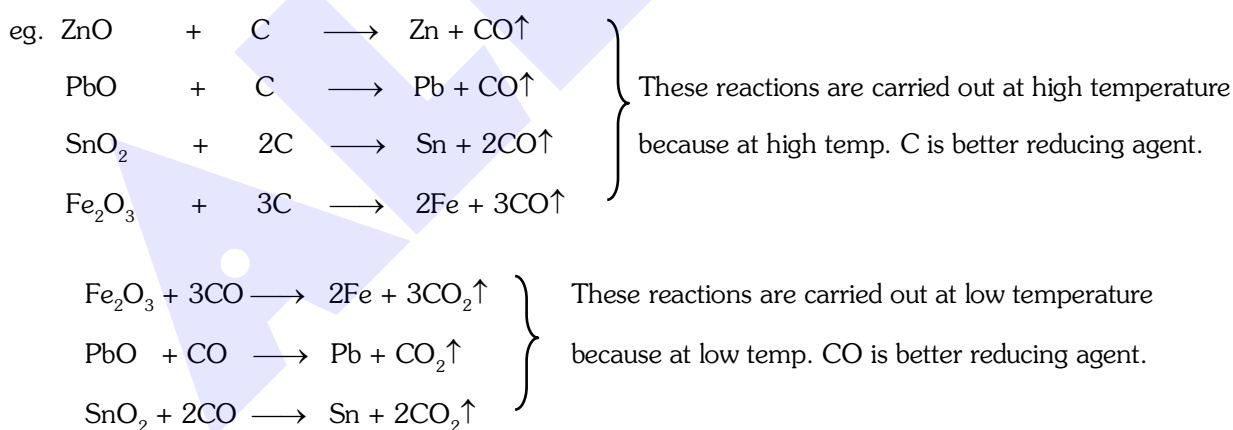 eg. ZnO + C ⟶ Zn + CO↑
PbO + C ⟶ Pb + CO↑
SnO₂ + 2C ⟶ Sn + 2CO↑
Fe₂O₃ + 3C ⟶ 2Fe + 3CO↑
These reactions are carried out at high temperature
because at high temp. C is better reducing agent.
Fe₂O₃ + 3CO ⟶ 2Fe + 3CO₂↑
PbO + CO ⟶ Pb + CO₂↑
SnO₂ + 2CO ⟶ Sn + 2CO₂↑
These reactions are carried out at low temperature
because at low temp. CO is better reducing agent.